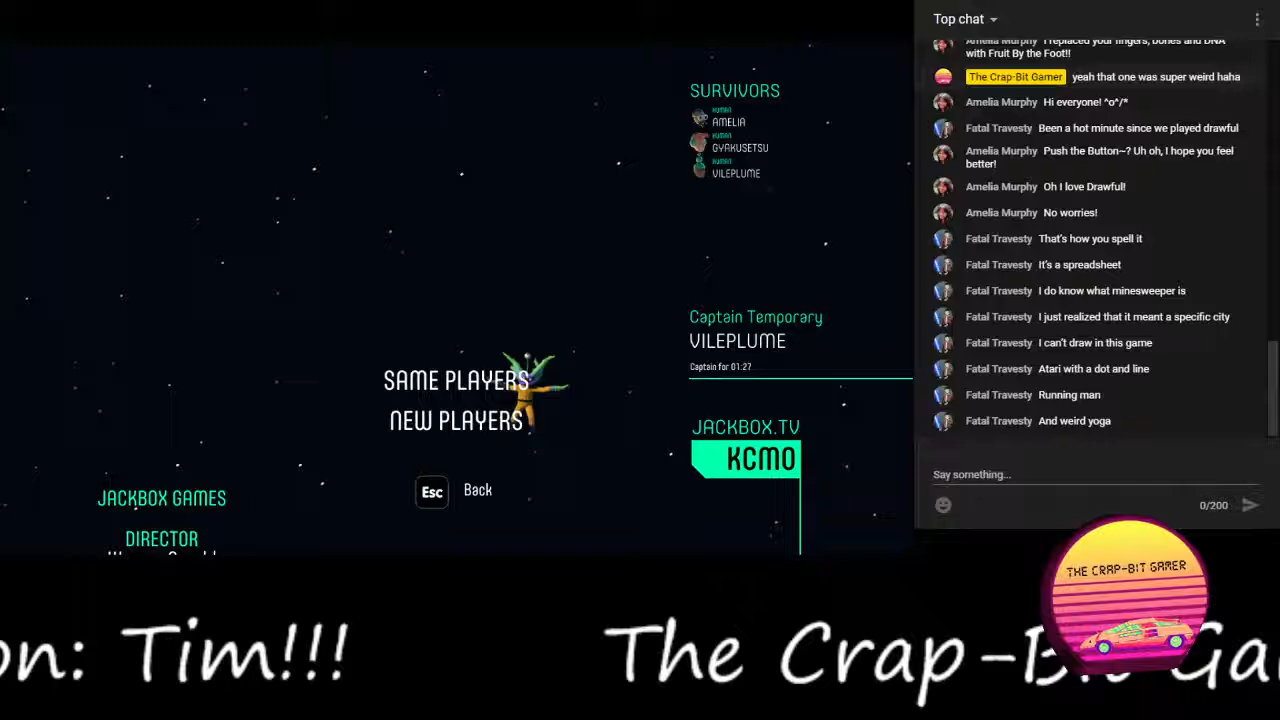 SURVIVORS
HUMAN
AMELIA
HUMAN
GYAKUSETSU
HUMAN
VILEPLUME
Captain Temporary
VILEPLUME
Captain for 01:27
SAME PLAYERS
NEW PLAYERS
Esc Back
JACKBOX.TV
KCMO
JACKBOX GAMES
DIRECTOR
Top chat
Amelia Murphy I replaced your fingers, bones and DNA
with Fruit By the Foot!!
The Crap-Bit Gamer yeah that one was super weird haha
Amelia Murphy Hi everyone! ^o^/*
Fatal Travesty Been a hot minute since we played drawful
Amelia Murphy Push the Button~? Uh oh, I hope you feel
better!
Amelia Murphy Oh I love Drawful!
Amelia Murphy No worries!
Fatal Travesty That's how you spell it
Fatal Travesty It's a spreadsheet
Fatal Travesty I do know what minesweeper is
Fatal Travesty I just realized that it meant a specific city
Fatal Travesty I can't draw in this game
Fatal Travesty Atari with a dot and line
Fatal Travesty Running man
Fatal Travesty And weird yoga
Say something...
0/200
THE CRAP-BIT GAMER
on: Tim!!! The Crap-Bit Ga